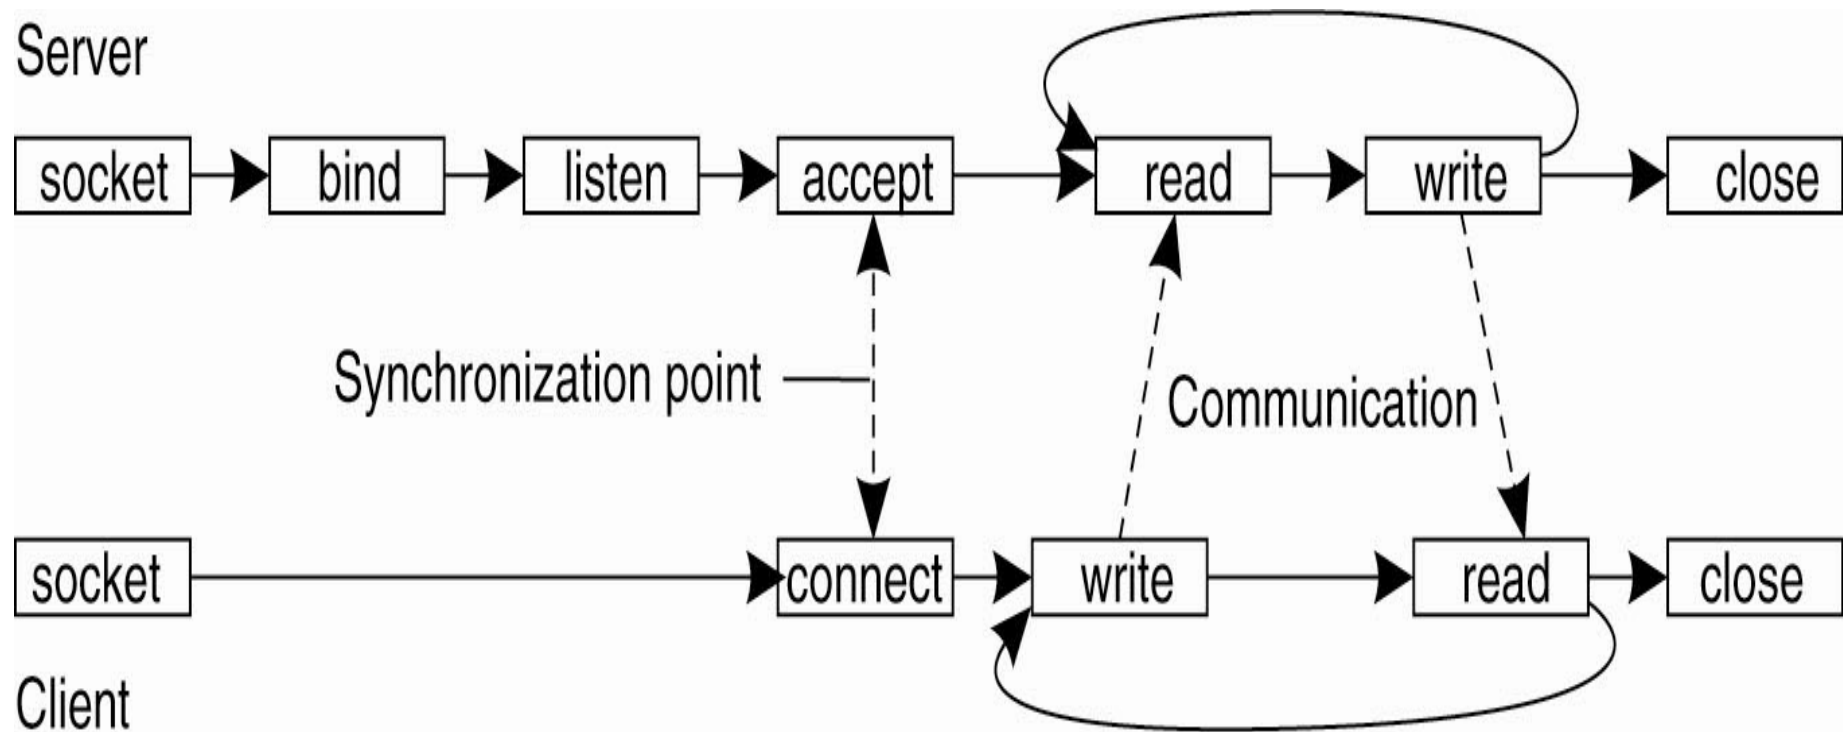 Server
socket bind listen accept read write close
Synchronization point
Communication
socket connect write read close
Client